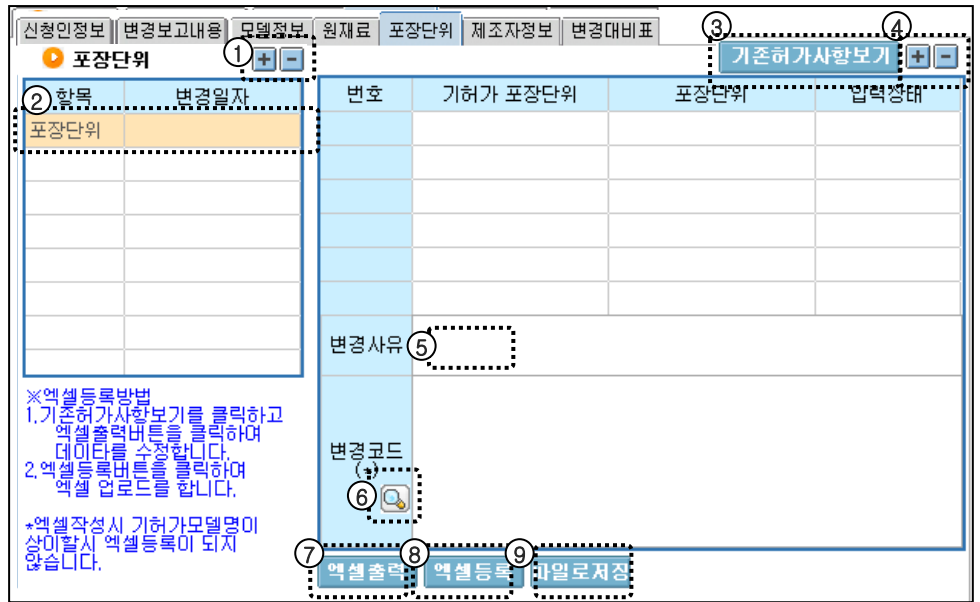 신청인정보 변경보고내용 모델정보 원재료 포장단위 제조자정보 변경대비표
포장단위 ① + - ③ 기존허가사항보기 ④ + -
② 항목 변경일자
포장단위
번호 기허가 포장단위 포장단위 입력상태
변경사유 ⑤
변경코드
(*)
⑥
※엑셀등록방법
1.기존허가사항보기를 클릭하고
엑셀출력버튼을 클릭하여
데이타를 수정합니다.
2.엑셀등록버튼을 클릭하여
엑셀 업로드를 합니다.
*엑셀작성시 기허가모델명이
상이할시 엑셀등록이 되지
않습니다.
⑦ 엑셀출력 ⑧ 엑셀등록 ⑨ 파일로저장